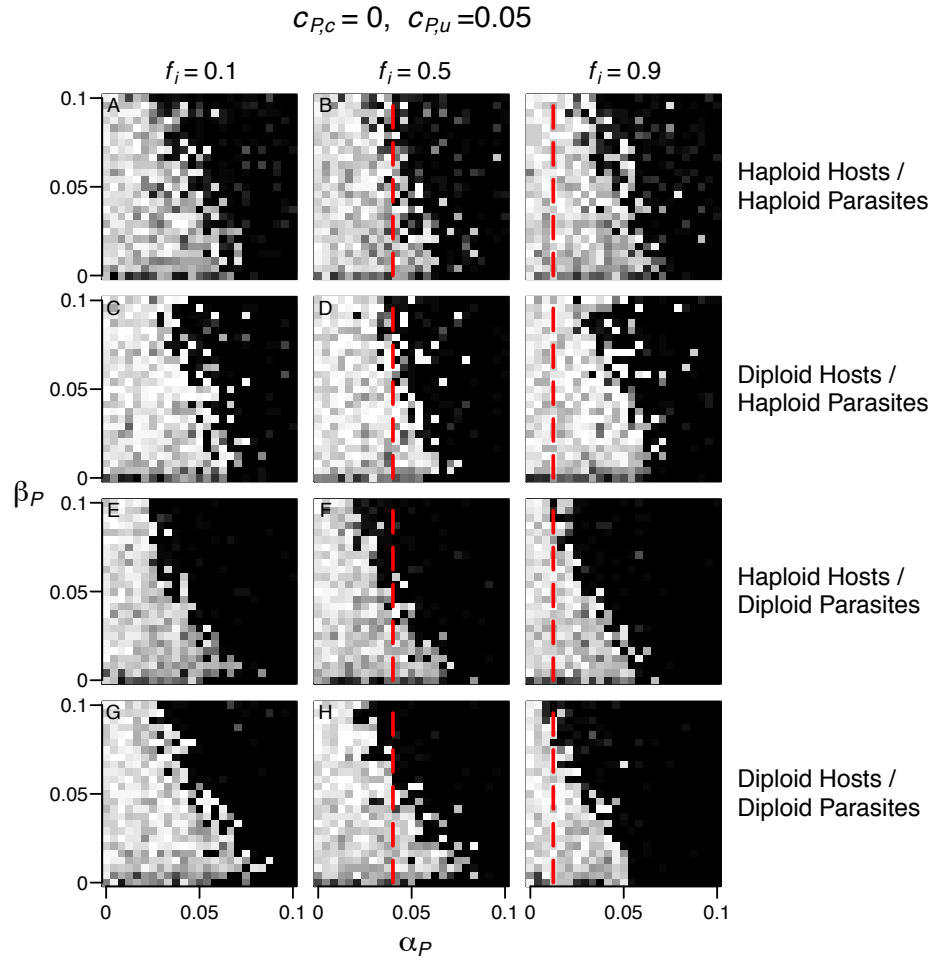 c_{P,c} = 0, c_{P,u} =0.05
f_i = 0.1 f_i = 0.5 f_i = 0.9
0.1 A B
Haploid Hosts /
Haploid Parasites
0.05
0
0.1 C D
Diploid Hosts /
Haploid Parasites
0.05
0
β_P
0.1 E F
Haploid Hosts /
Diploid Parasites
0.05
0
0.1 G H
Diploid Hosts /
Diploid Parasites
0.05
0
0 0.05 0.1 0 0.05 0.1 0 0.05 0.1
α_P